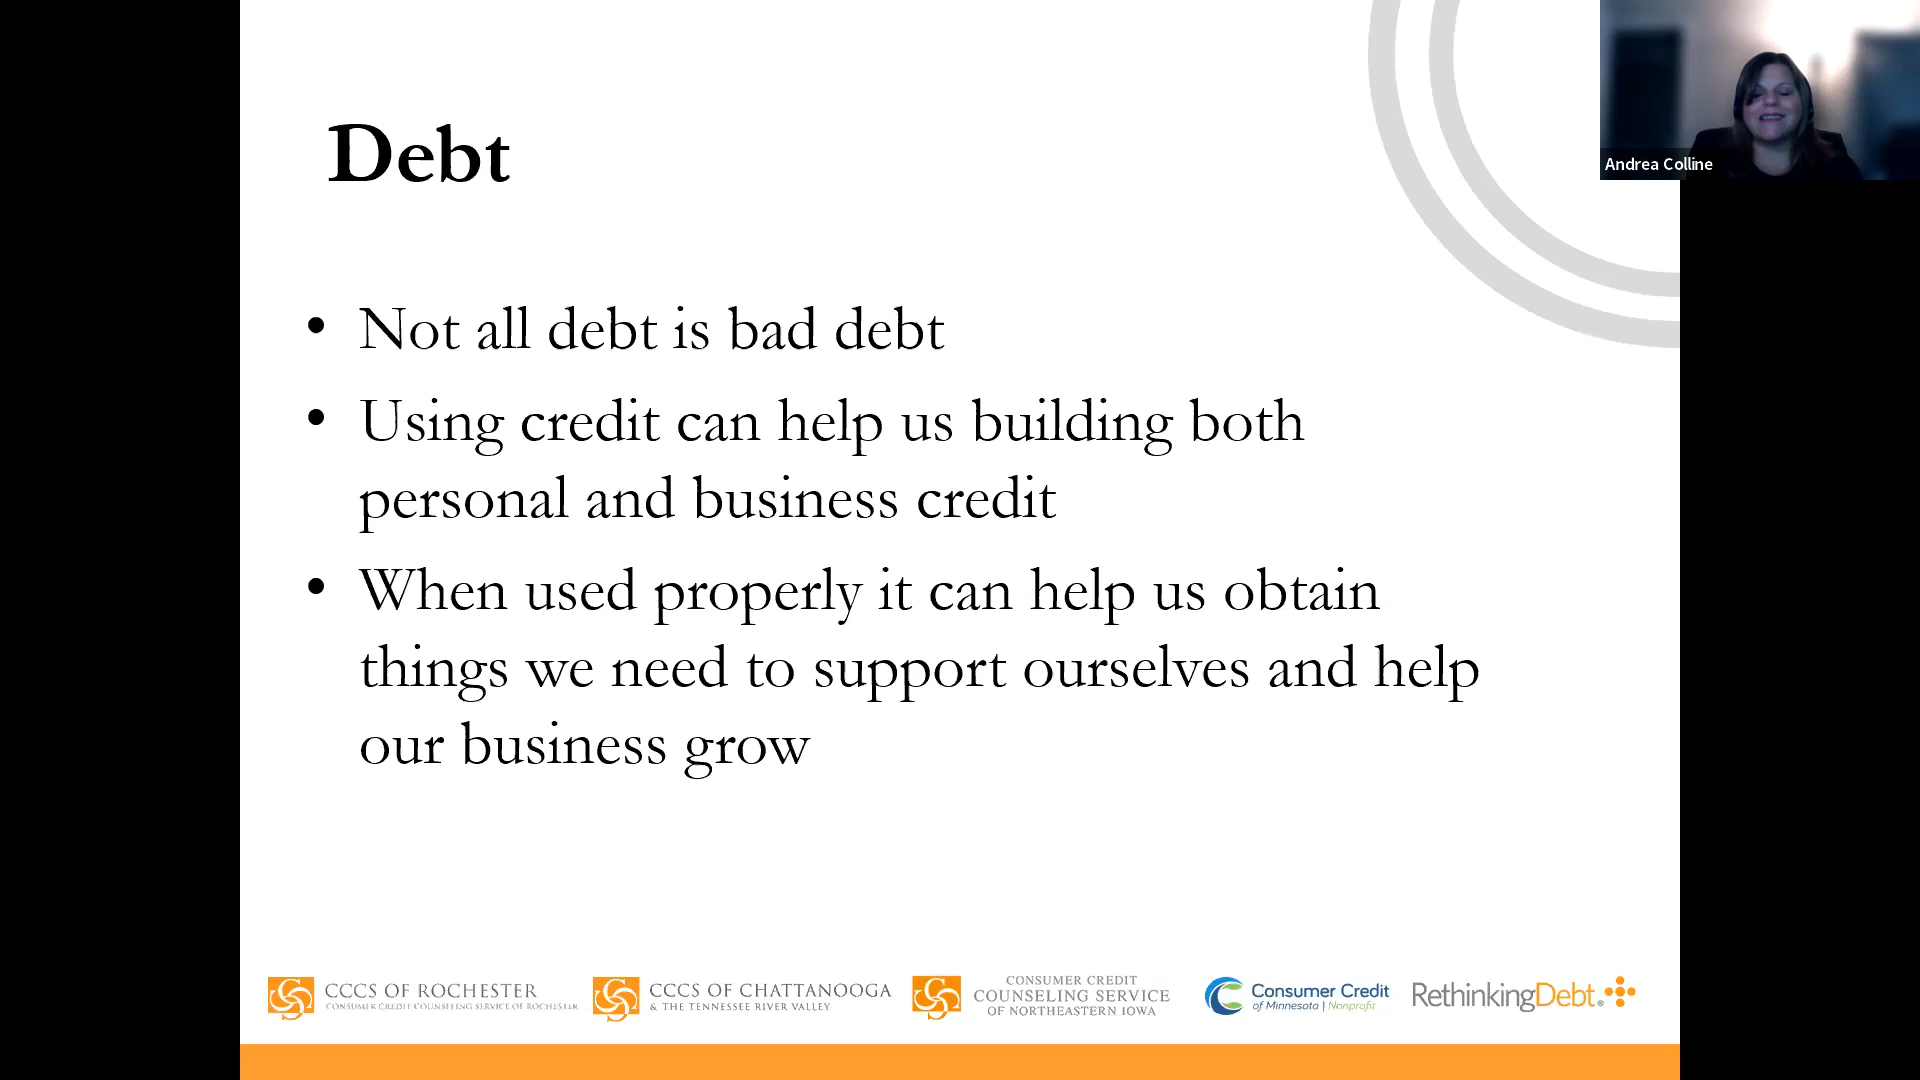 Debt
Andrea Colline
• Not all debt is bad debt
• Using credit can help us building both
personal and business credit
• When used properly it can help us obtain
things we need to support ourselves and help
our business grow
CCCS OF ROCHESTER
CONSUMER CREDIT COUNSELING SERVICE OF ROCHESTER
CCCS OF CHATTANOOGA
& THE TENNESSEE RIVER VALLEY
CONSUMER CREDIT
COUNSELING SERVICE
OF NORTHEASTERN IOWA
Consumer Credit
of Minnesota | Nonprofit
RethinkingDebt.®